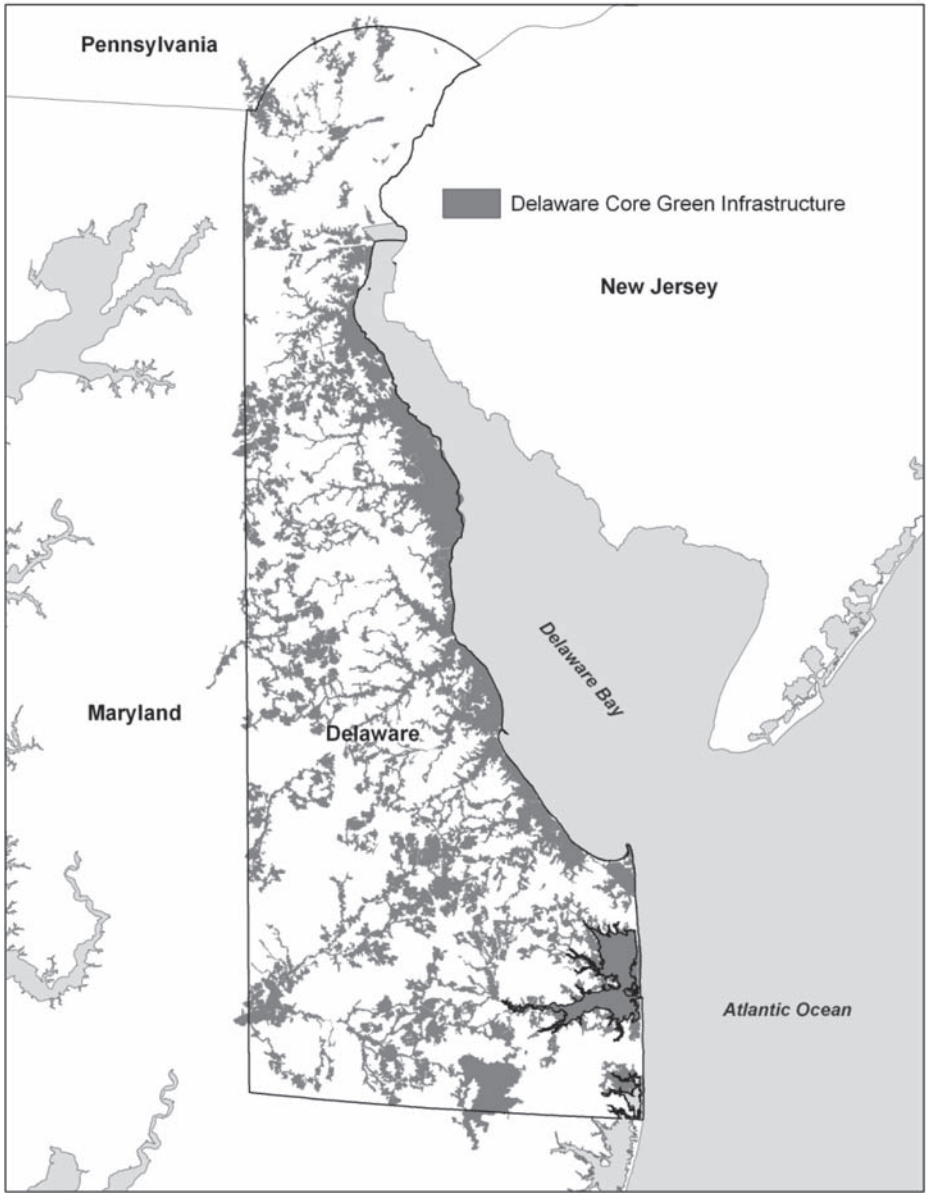 Pennsylvania
Delaware Core Green Infrastructure
New Jersey
Delaware Bay
Maryland
Delaware
Atlantic Ocean